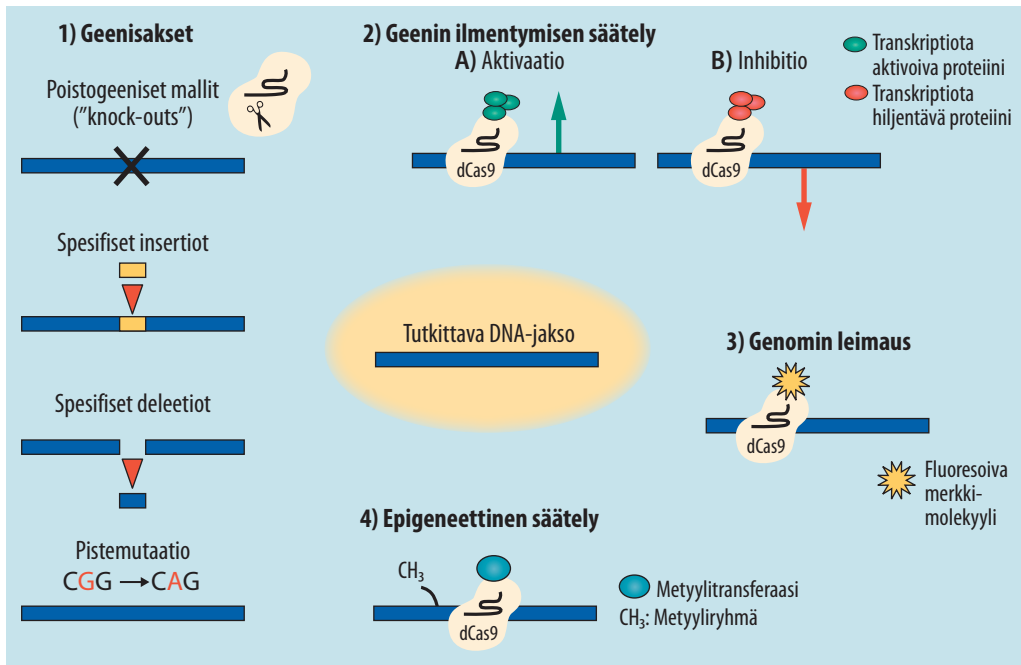 1) Geenisakset
Poistogeeniset mallit
("knock-outs")
Spesifiset insertiot
Spesifiset deleetiot
Pistemutaatio
CGG → CAG
2) Geenin ilmentymisen säätely
A) Aktivaatio
dCas9
B) Inhibitio
dCas9
Transkriptiota
aktivoiva proteiini
Transkriptiota
hiljentävä proteiini
Tutkittava DNA-jakso
3) Genomin leimaus
dCas9
Fluoresoiva
merkki-
molekyyli
4) Epigeneettinen säätely
CH₃
dCas9
Metyylitransferaasi
CH₃: Metyyliryhmä